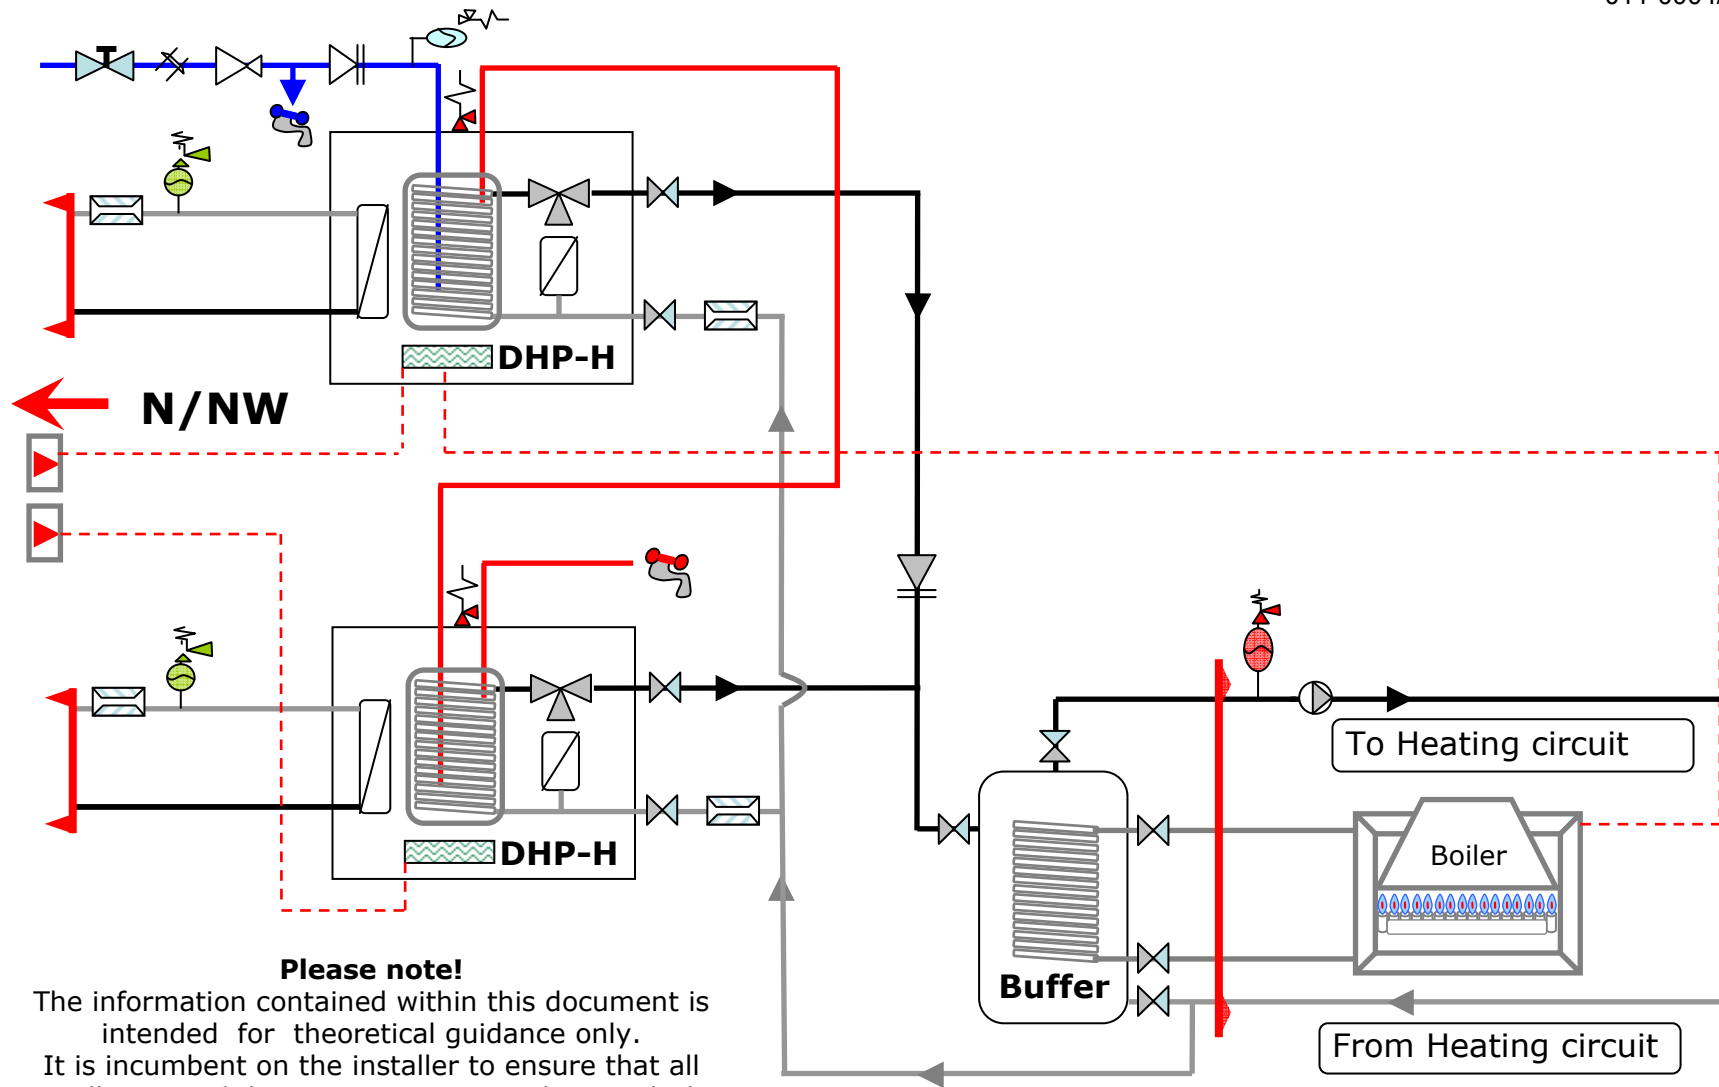 DHP-H
N/NW
DHP-H
To Heating circuit
Boiler
Buffer
From Heating circuit
Please note!
The information contained within this document is
intended for theoretical guidance only.
It is incumbent on the installer to ensure that all